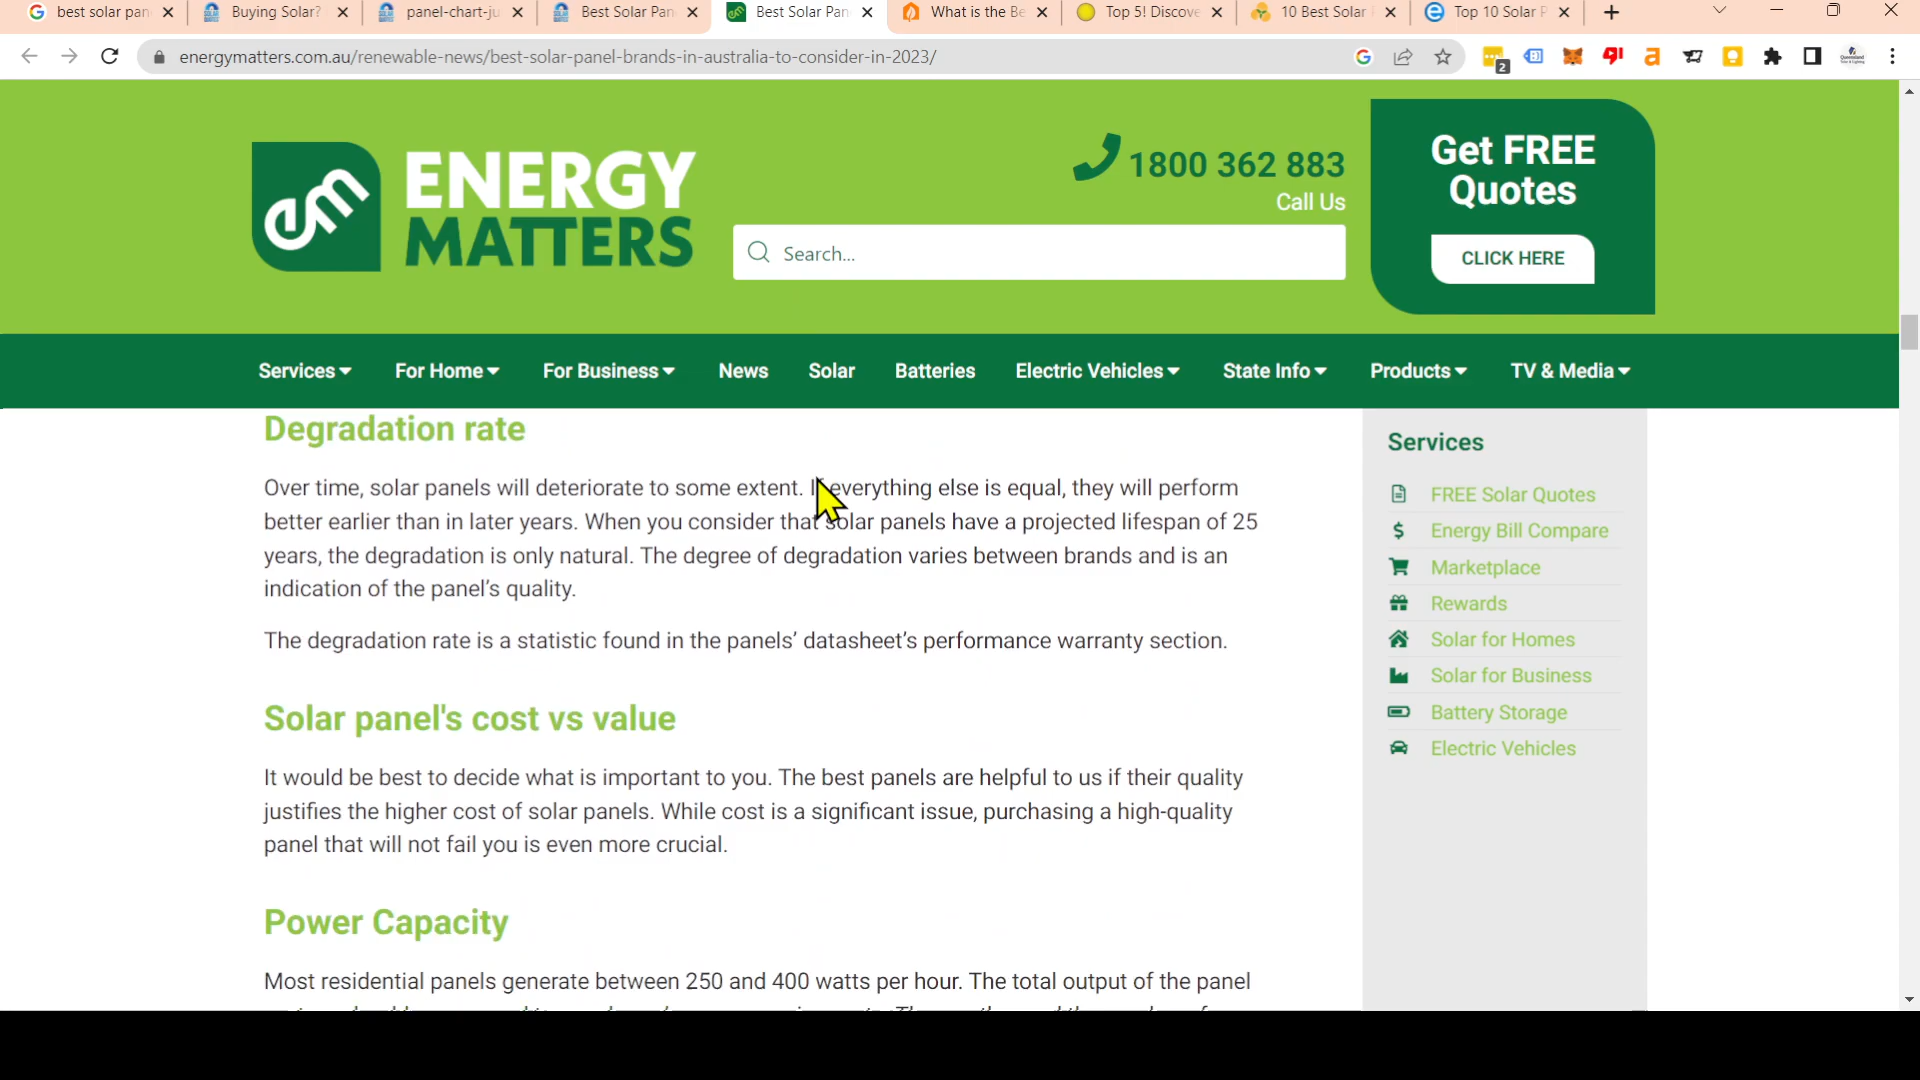 best solar pan
Buying Solar?
panel-chart-ju
Best Solar Pan
Best Solar Pan
What is the Be
Top 5! Discove
10 Best Solar
Top 10 Solar P
energymatters.com.au/renewable-news/best-solar-panel-brands-in-australia-to-consider-in-2023/
2
em
ENERGY
MATTERS
1800 362 883
Call Us
Search...
Get FREE
Quotes
CLICK HERE
Services
For Home
For Business
News
Solar
Batteries
Electric Vehicles
State Info
Products
TV & Media
Degradation rate
Over time, solar panels will deteriorate to some extent. If everything else is equal, they will perform
better earlier than in later years. When you consider that solar panels have a projected lifespan of 25
years, the degradation is only natural. The degree of degradation varies between brands and is an
indication of the panel's quality.
The degradation rate is a statistic found in the panels' datasheet's performance warranty section.
Solar panel's cost vs value
It would be best to decide what is important to you. The best panels are helpful to us if their quality
justifies the higher cost of solar panels. While cost is a significant issue, purchasing a high-quality
panel that will not fail you is even more crucial.
Power Capacity
Most residential panels generate between 250 and 400 watts per hour. The total output of the panel
Services
FREE Solar Quotes
Energy Bill Compare
Marketplace
Rewards
Solar for Homes
Solar for Business
Battery Storage
Electric Vehicles